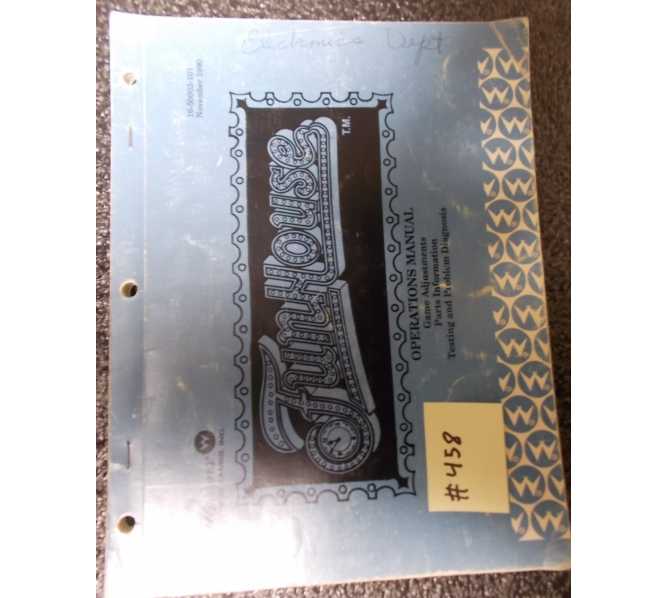 Electronics Dept
16-50003-101
November 1990
FunHouse
T.M.
OPERATIONS MANUAL
Game Adjustments
Parts Information
Testing and Problem Diagnosis
#458